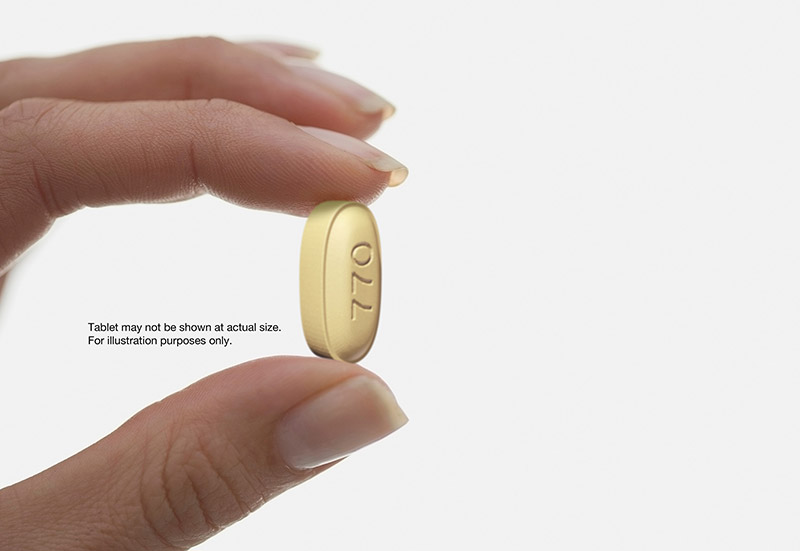 Tablet may not be shown at actual size.
For illustration purposes only.
770